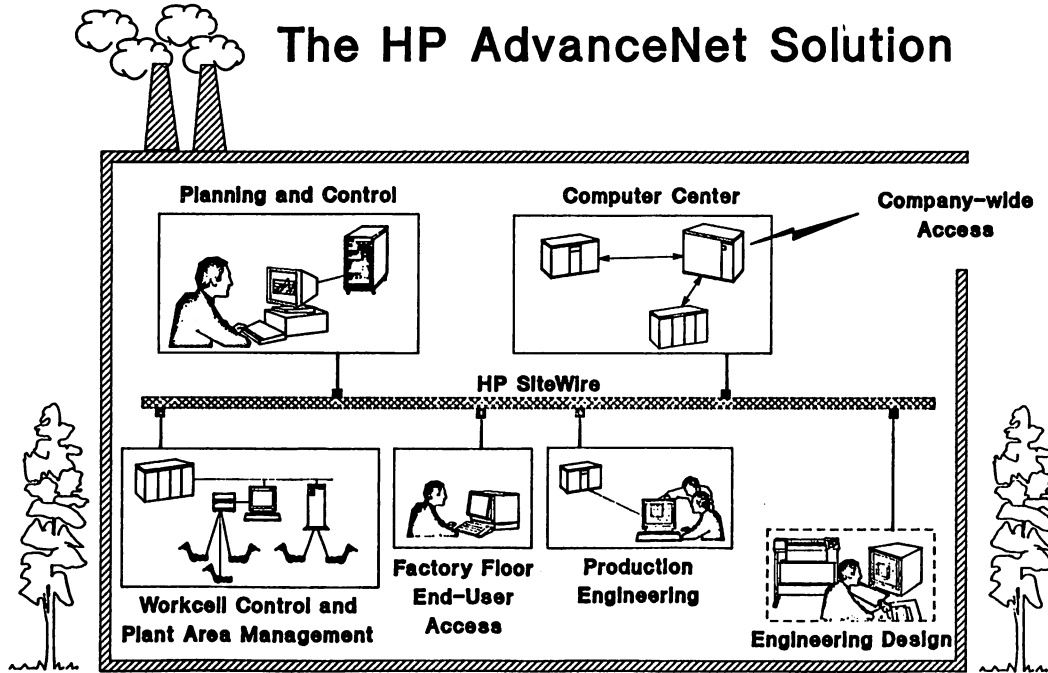 The HP AdvanceNet Solution
Planning and Control
Computer Center
Company-wide
Access
HP SiteWire
Workcell Control and
Plant Area Management
Factory Floor
End-User
Access
Production
Engineering
Engineering Design